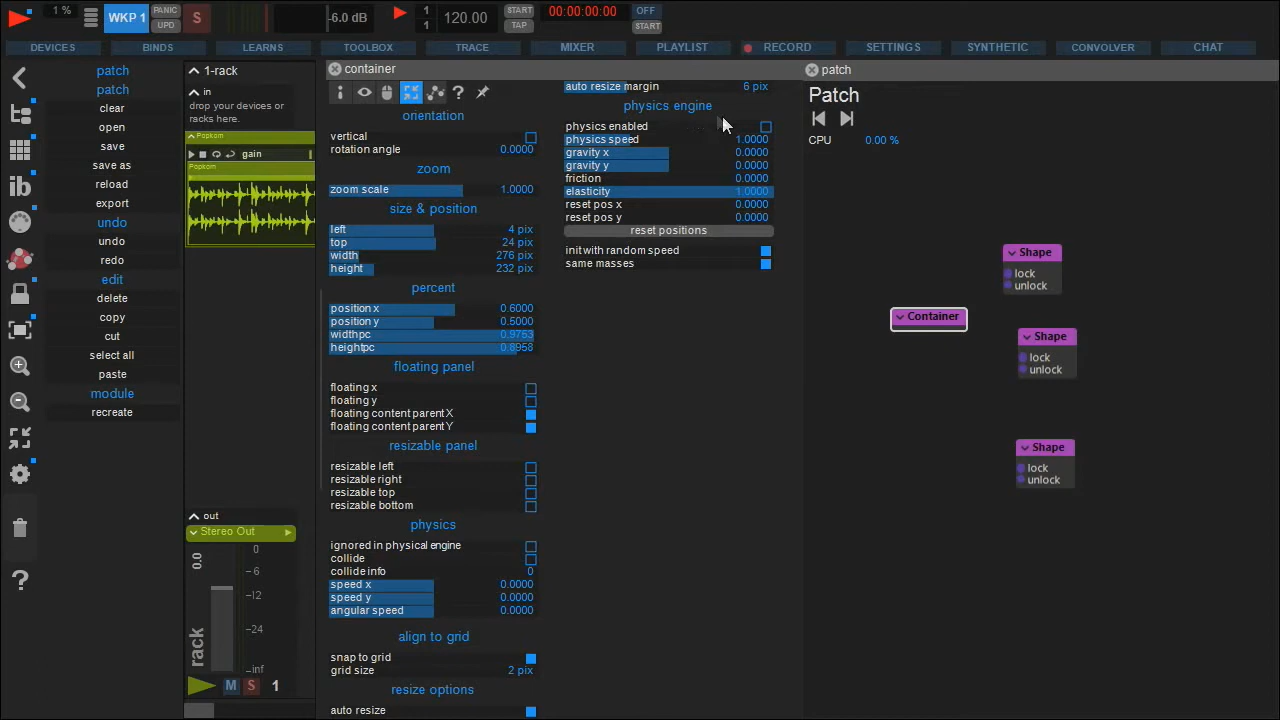 1 %
WKP 1
PANIC
UPD
S
-6.0 dB
1
1
120.00
START
TAP
00:00:00:00
OFF
START
DEVICES
BINDS
LEARNS
TOOLBOX
TRACE
MIXER
PLAYLIST
RECORD
SETTINGS
SYNTHETIC
CONVOLVER
CHAT
patch
patch
clear
open
save
save as
reload
export
undo
undo
redo
edit
delete
copy
cut
select all
paste
module
recreate
ib
?
1-rack
in
drop your devices or
racks here.
Popkorn
gain
Popkorn
out
Stereo Out
0.0
0
-6
-12
-24
-inf
rack
M
S
1
container
i
?
orientation
vertical
rotation angle 0.0000
zoom
zoom scale 1.0000
size & position
left 4 pix
top 24 pix
width 276 pix
height 232 pix
percent
position x 0.6000
position y 0.5000
widthpc 0.9753
heightpc 0.8958
floating panel
floating x
floating y
floating content parent X
floating content parent Y
resizable panel
resizable left
resizable right
resizable top
resizable bottom
physics
ignored in physical engine
collide
collide info 0
speed x 0.0000
speed y 0.0000
angular speed 0.0000
align to grid
snap to grid
grid size 2 pix
resize options
auto resize
auto resize margin 6 pix
physics engine
physics enabled
physics speed 1.0000
gravity x 0.0000
gravity y 0.0000
friction 0.0000
elasticity 1.0000
reset pos x 0.0000
reset pos y 0.0000
reset positions
init with random speed
same masses
patch
Patch
CPU 0.00 %
Shape
lock
unlock
Container
Shape
lock
unlock
Shape
lock
unlock